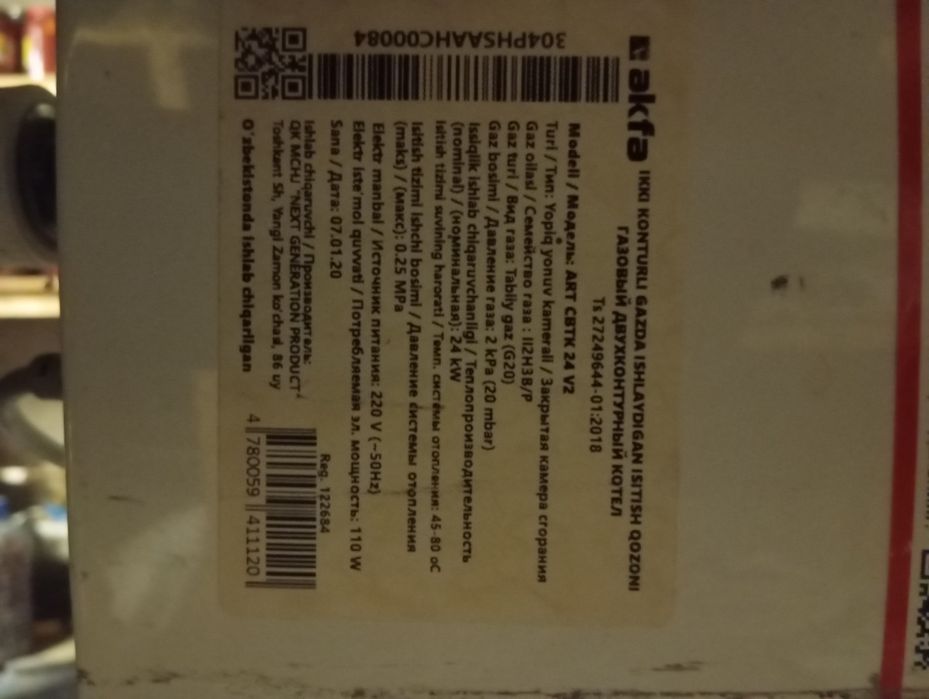 akfa
IKKI KONTURLI GAZDA ISHLAYDIGAN ISITISH QOZONI
ГАЗОВЫЙ ДВУХКОНТУРНЫЙ КОТЕЛ
Ts 27249644-01:2018
304PHSAAHC00084
Modeli / Модель: ART CBTK 24 V2
Turi / Тип: Yopiq yonuv kamerali / Закрытая камера сгорания
Gaz oilasi / Семейство газа : II2H3B/P
Gaz turi / Вид газа: Tabiiy gaz (G20)
Gaz bosimi / Давление газа: 2 kPa (20 mbar)
Issiqlik ishlab chiqaruvchanligi / Теплопроизводительность
(nominal) / (номинальная): 24 kW
Isitish tizimi suvining harorati / Темп. системы отопления: 45-80 oC
Isitish tizimi ishchi bosimi / Давление системы отопления
(maks) / (макс): 0.25 MPa
Elektr manbai / Источник питания: 220 V (~50Hz)
Elektr iste'mol quvvati / Потребляемая эл. мощность: 110 W
Sana / Дата: 07.01.20
Reg. 122684
Ishlab chiqaruvchi / Производитель:
QK MCHJ "NEXT GENERATION PRODUCT"
Toshkent Sh, Yangi Zamon ko'chasi, 86 uy
O'zbekistonda ishlab chiqarilgan
4 780059 411120